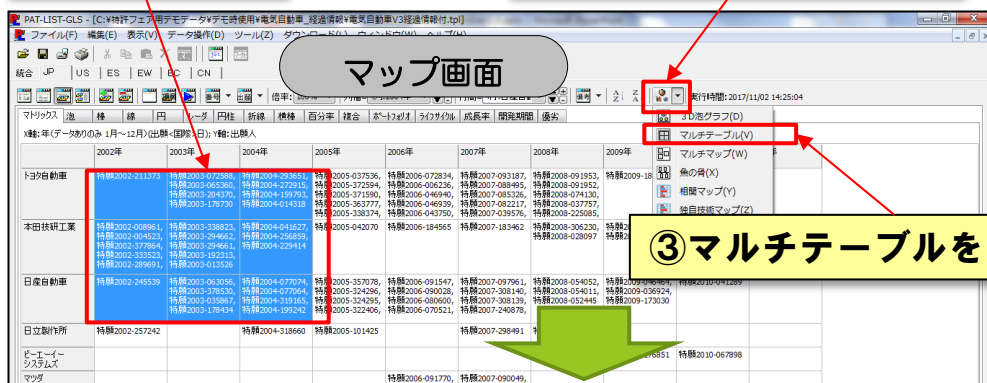 PAT-LIST-GLS - [C:¥特許フェア用デモデータ¥デモ時使用¥電気自動車_経過情報¥電気自動車V3経過情報付.tpl]
ファイル(F) 編集(E) 表示(V) データ操作(D) ツール(Z) ダウンロード(L) ウィンドウ(W) ヘルプ(H)
統合 JP US ES EW EC CN
マップ画面
番号 出願 倍率: 備考 実行時間: 2017/11/02 14:25:04
マトリックス 泡 棒 線 円 レーダ 円柱 折線 横棒 百分率 複合 ポートフォリオ ライフサイクル 成長率 開発期間 優劣
X軸: 年(データ有りのみ 1月～12月)(出願<国際>日); Y軸: 出願人
3D泡グラフ(D)
マルチテーブル(V)
マルチマップ(W)
魚の骨(X)
相関マップ(Y)
独自技術マップ(Z)
2002年 2003年 2004年 2005年 2006年 2007年 2008年 2009年
トヨタ自動車 特願2002-211373 特願2003-072588, 特願2004-293651, 特願2005-037536, 特願2006-072834, 特願2007-093187, 特願2008-091953, 特願2009-18
特願2003-065360, 特願2004-272915, 特願2005-372594, 特願2006-006236, 特願2007-088495, 特願2008-091952,
特願2003-204370, 特願2004-159793, 特願2005-371590, 特願2006-046940, 特願2007-085326, 特願2008-074130,
特願2003-178730 特願2004-014318 特願2005-363777, 特願2006-046939, 特願2007-082217, 特願2008-037757,
特願2005-338374, 特願2006-043750, 特願2007-039576, 特願2008-225085,
本田技研工業 特願2002-008961, 特願2003-338823, 特願2004-041627, 特願2005-042070 特願2006-184565 特願2007-183462 特願2008-306230, 特願2
特願2002-004523, 特願2003-294662, 特願2004-256859, 特願2008-028097 特願2
特願2002-377864, 特願2003-294661, 特願2004-229414
特願2002-333523, 特願2003-192313,
特願2002-289691, 特願2003-013526
③マルチテーブルを
日産自動車 特願2002-245539 特願2003-063056, 特願2004-077074, 特願2005-35078, 特願2006-091547, 特願2007-097961, 特願2008-054052, 特願2009-046464, 特願2010-041289
特願2003-378530, 特願2004-077064, 特願2005-324296, 特願2006-090028, 特願2007-308140, 特願2008-054041, 特願2009-036924,
特願2003-035867, 特願2004-319165, 特願2005-324295, 特願2006-080600, 特願2007-308139, 特願2008-052445 特願2009-173030
特願2003-178434 特願2004-199242 特願2005-322406, 特願2006-070521, 特願2007-240878,
日立製作所 特願2002-257242 特願2004-318660 特願2005-101425 特願2007-298491
ピーエーイーシステムズ 76851 特願2010-067898
マツダ 特願2006-091770, 特願2007-090049,